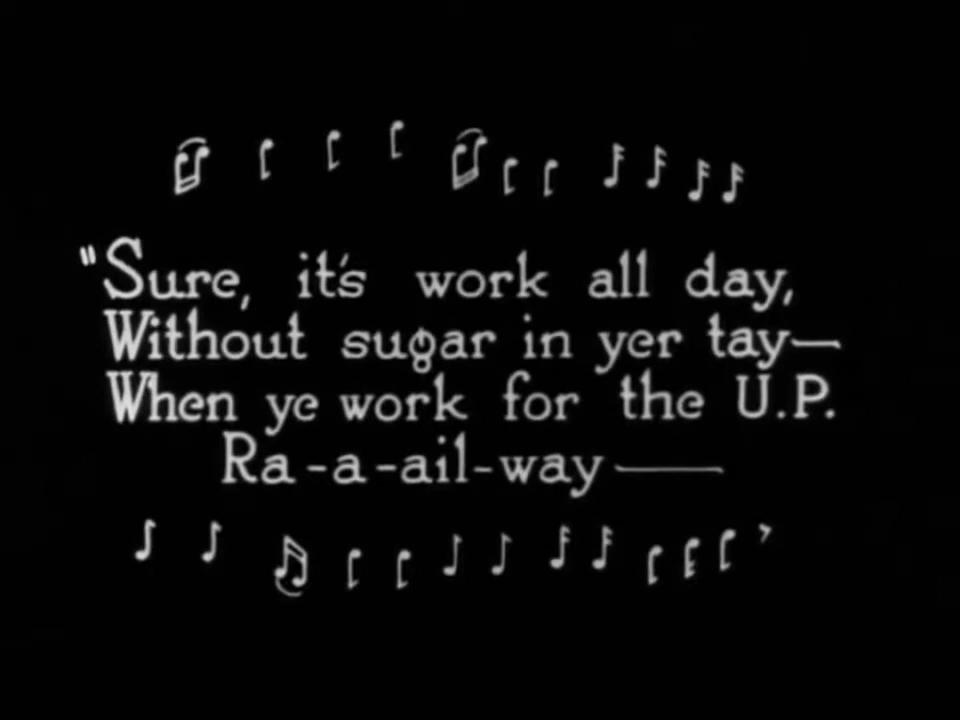 "Sure, it's work all day,
Without sugar in yer tay—
When ye work for the U.P.
Ra-a-ail-way——